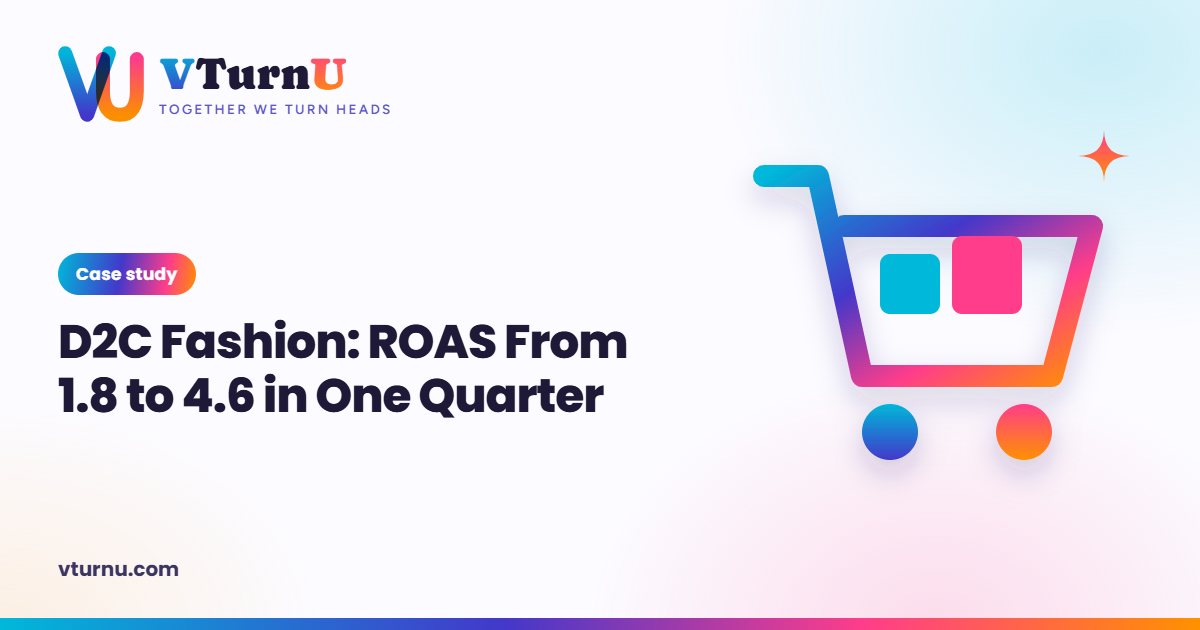 VTurnU
TOGETHER WE TURN HEADS
Case study
D2C Fashion: ROAS From
1.8 to 4.6 in One Quarter
vturnu.com